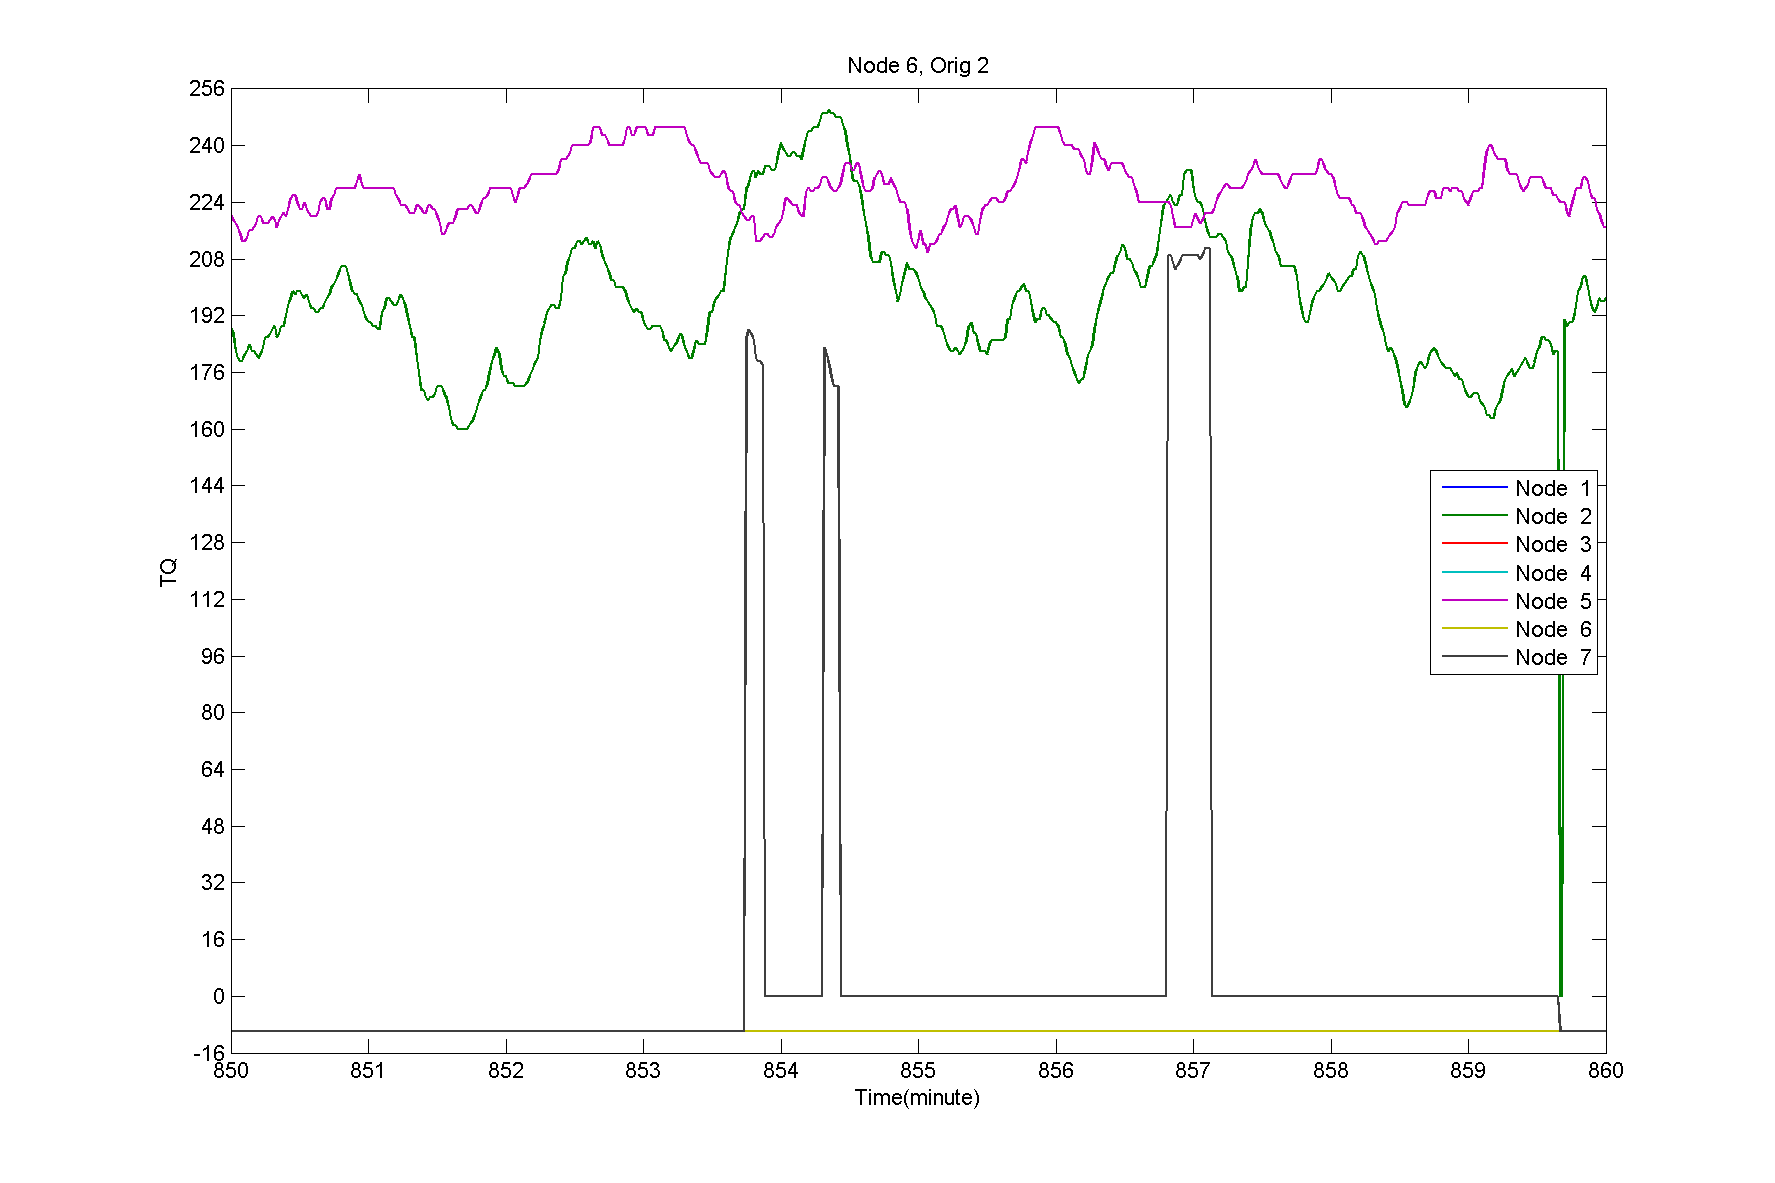 Node 6, Orig 2
256
240
224
208
192
176
160
144
128
112
96
80
64
48
32
16
0
-16
TQ
Node 1
Node 2
Node 3
Node 4
Node 5
Node 6
Node 7
850 851 852 853 854 855 856 857 858 859 860
Time(minute)